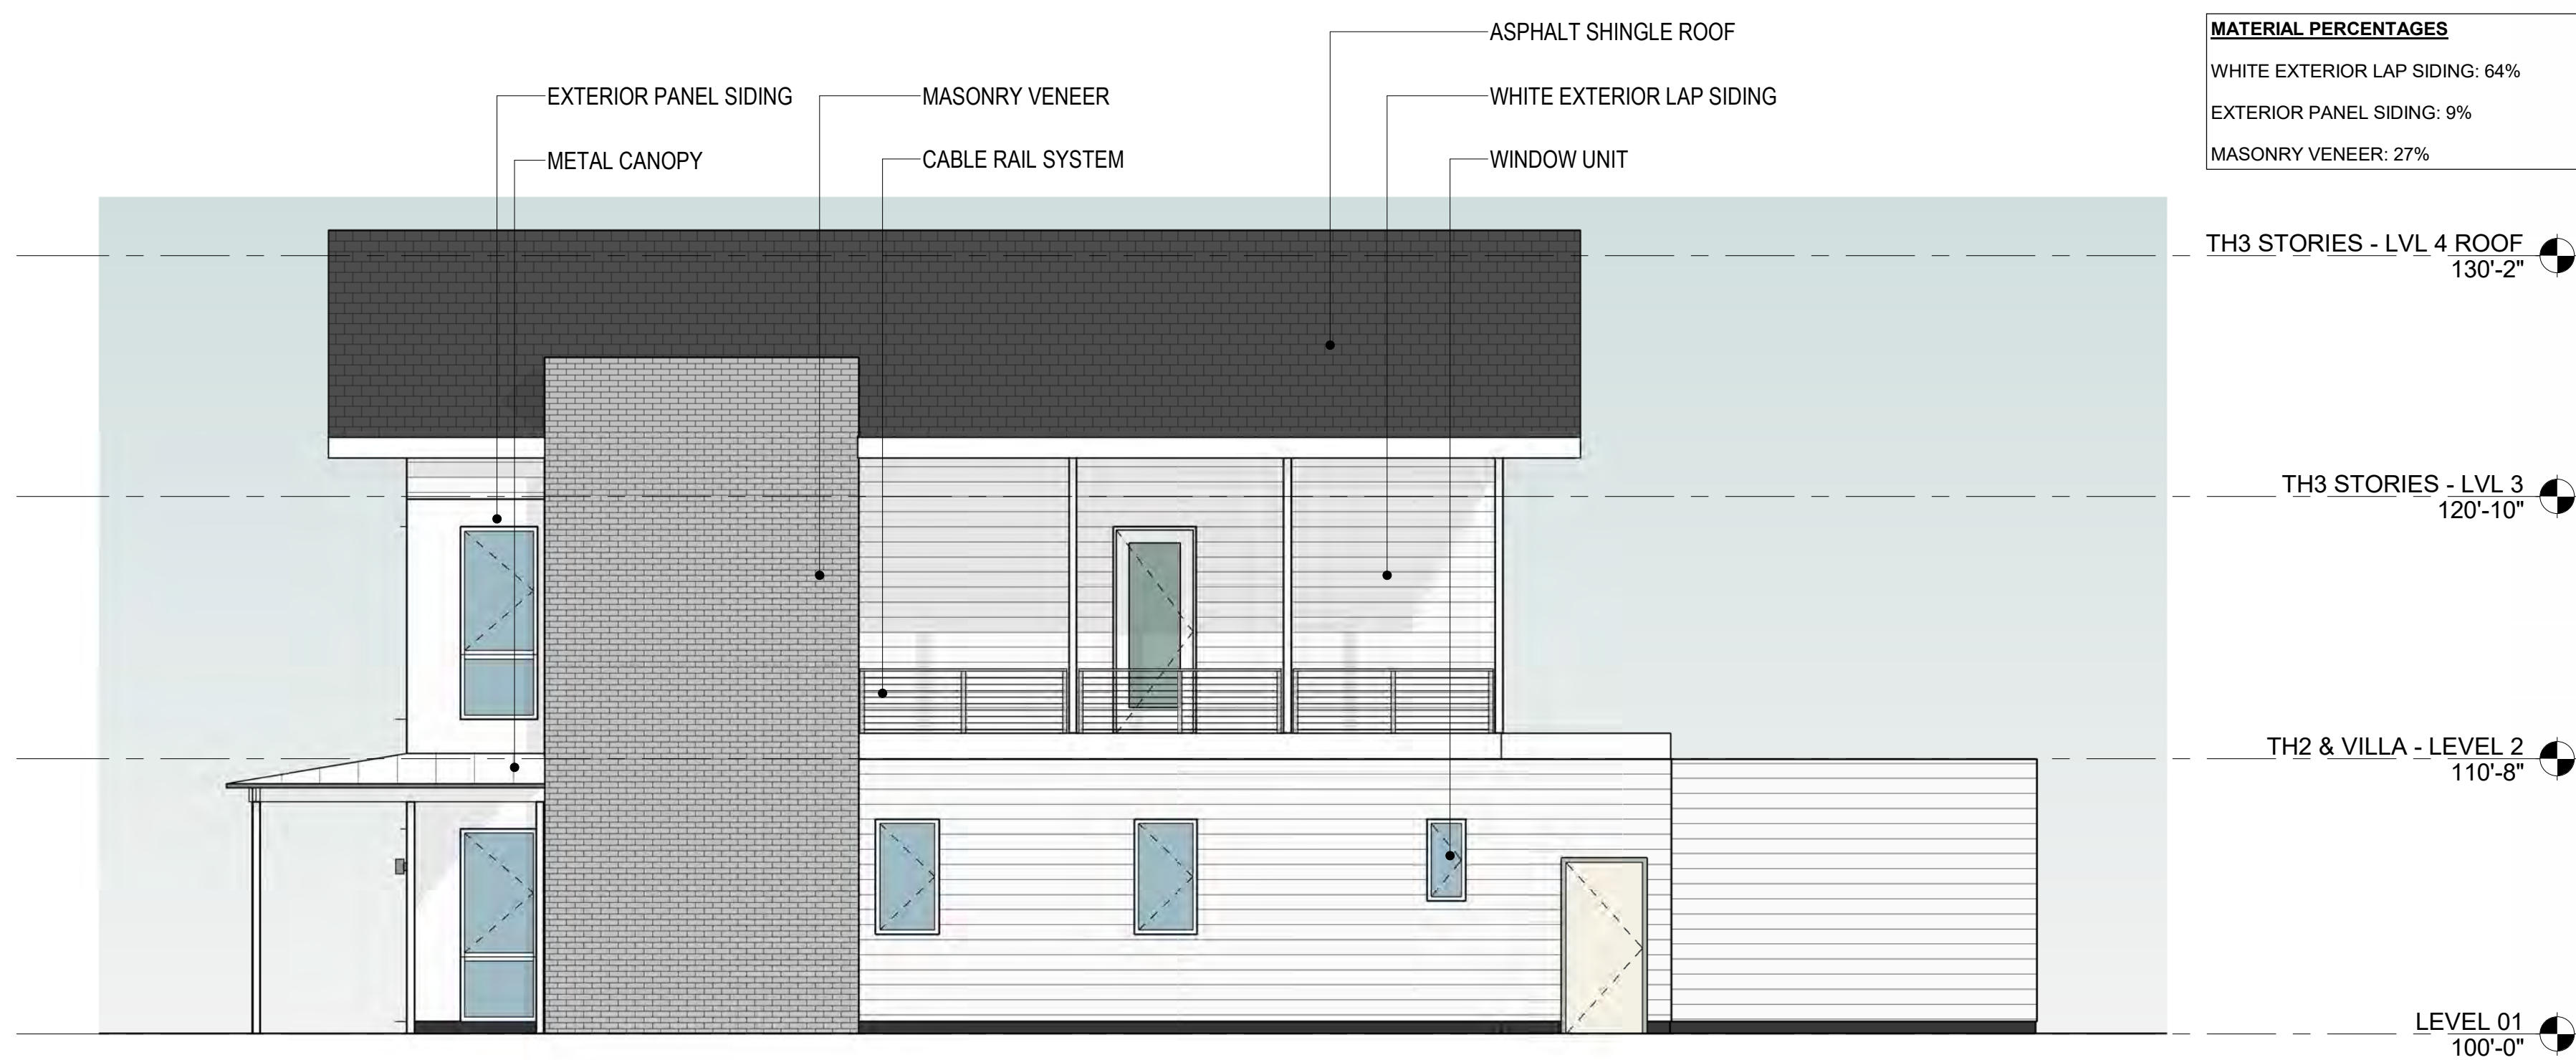 ASPHALT SHINGLE ROOF
EXTERIOR PANEL SIDING
MASONRY VENEER
WHITE EXTERIOR LAP SIDING
METAL CANOPY
CABLE RAIL SYSTEM
WINDOW UNIT
MATERIAL PERCENTAGES
WHITE EXTERIOR LAP SIDING: 64%
EXTERIOR PANEL SIDING: 9%
MASONRY VENEER: 27%
TH3 STORIES - LVL 4 ROOF
130'-2"
TH3 STORIES - LVL 3
120'-10"
TH2 & VILLA - LEVEL 2
110'-8"
LEVEL 01
100'-0"